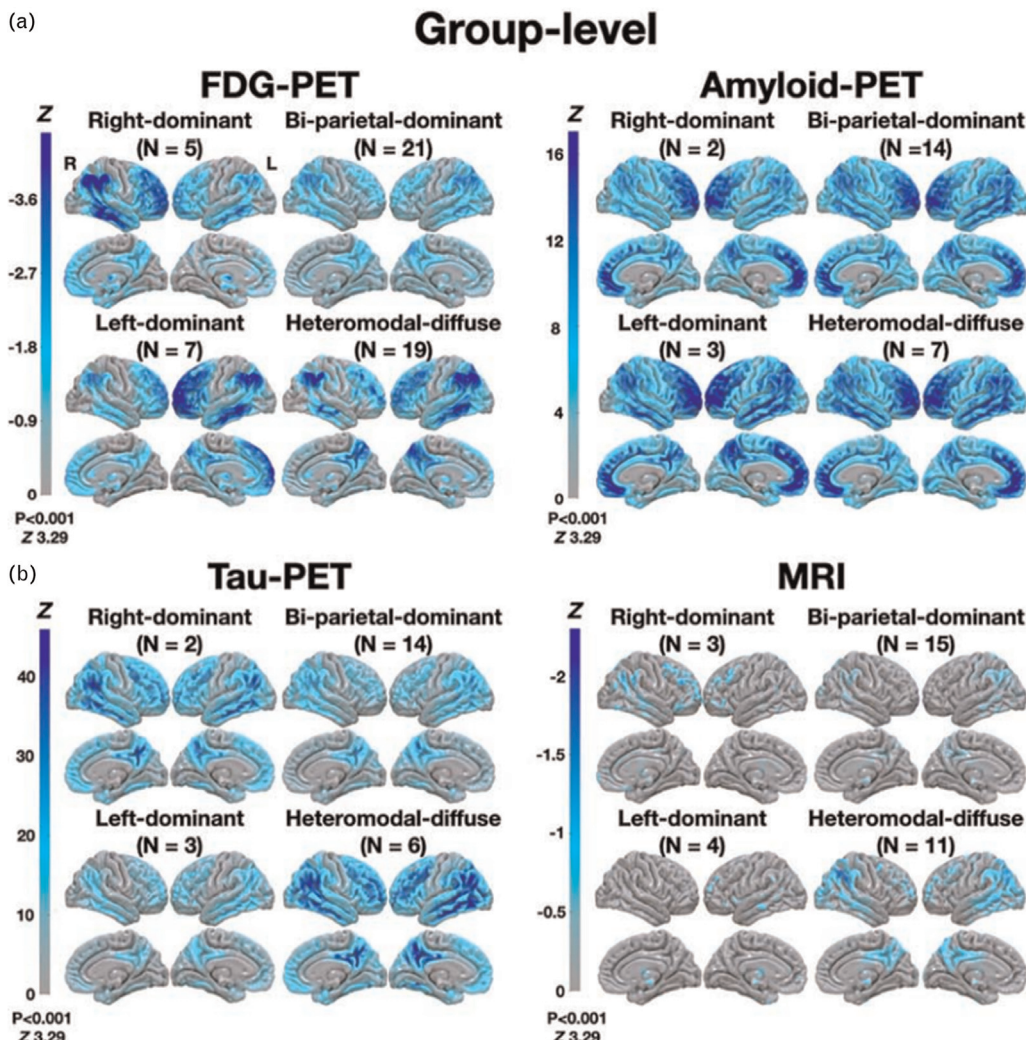 (a)
Group-level
FDG-PET
Z
Right-dominant
(N = 5)
Bi-parietal-dominant
(N = 21)
R
L
-3.6
-2.7
-1.8
-0.9
0
Left-dominant
(N = 7)
Heteromodal-diffuse
(N = 19)
P<0.001
Z 3.29
Amyloid-PET
Z
Right-dominant
(N = 2)
Bi-parietal-dominant
(N =14)
16
12
8
4
0
Left-dominant
(N = 3)
Heteromodal-diffuse
(N = 7)
P<0.001
Z 3.29
(b)
Tau-PET
Z
Right-dominant
(N = 2)
Bi-parietal-dominant
(N = 14)
40
30
20
10
0
Left-dominant
(N = 3)
Heteromodal-diffuse
(N = 6)
P<0.001
Z 3.29
MRI
Z
Right-dominant
(N = 3)
Bi-parietal-dominant
(N = 15)
-2
-1.5
-1
-0.5
0
Left-dominant
(N = 4)
Heteromodal-diffuse
(N = 11)
P<0.001
Z 3.29